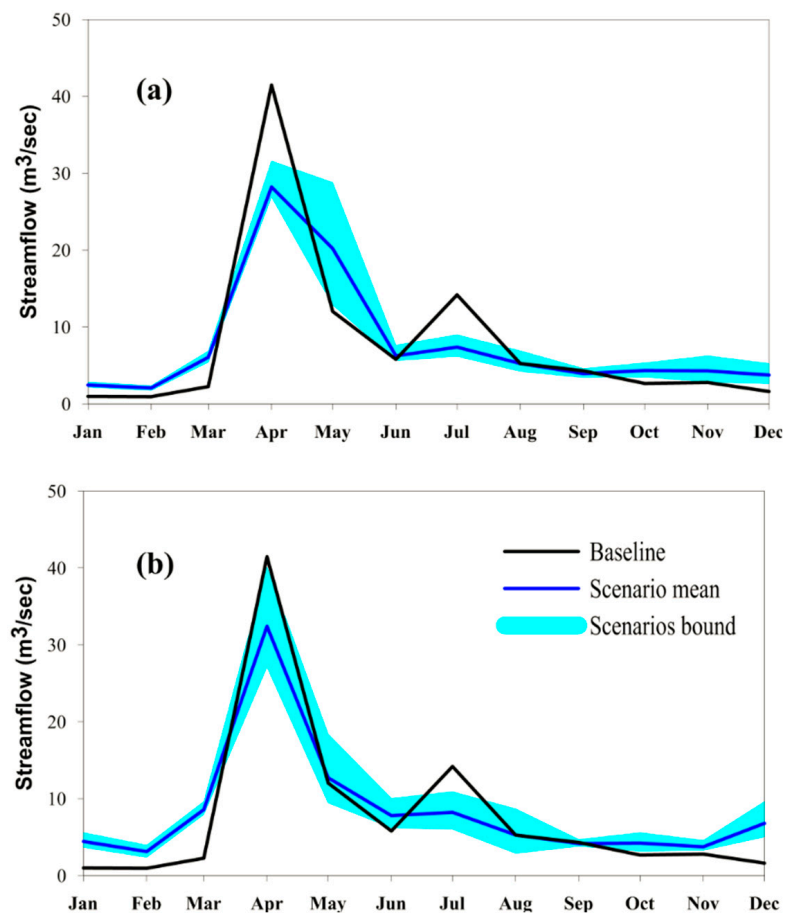 50
(a)
40
30
20
10
0
Streamflow (m³/sec)
Jan Feb Mar Apr May Jun Jul Aug Sep Oct Nov Dec
50
(b)
40
30
20
10
0
Streamflow (m³/sec)
Baseline
Scenario mean
Scenarios bound
Jan Feb Mar Apr May Jun Jul Aug Sep Oct Nov Dec